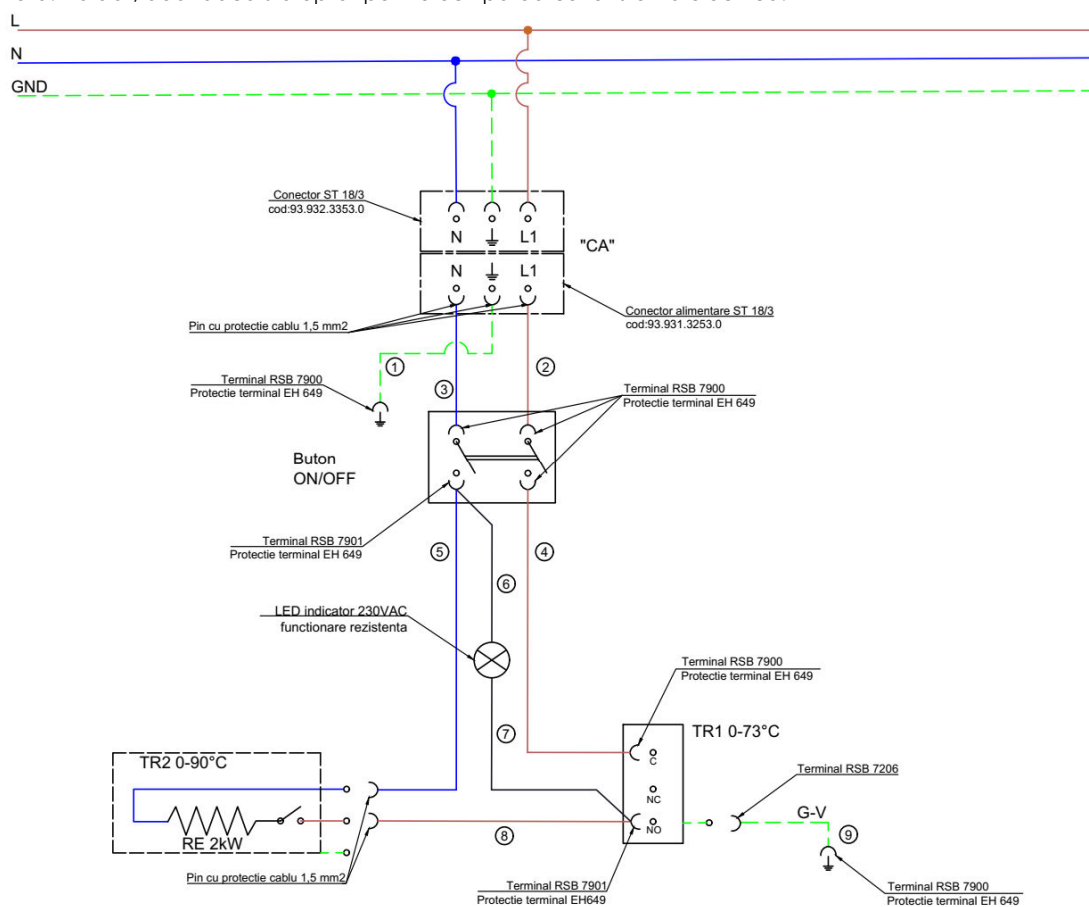 L
N
GND
Conector ST 18/3
cod:93.932.3353.0
N
L1
"CA"
N
L1
Conector alimentare ST 18/3
cod:93.931.3253.0
Pin cu protectie cablu 1,5 mm2
1
2
Terminal RSB 7900
Protectie terminal EH 649
3
Terminal RSB 7900
Protectie terminal EH 649
Buton
ON/OFF
Terminal RSB 7901
Protectie terminal EH 649
5
4
6
LED indicator 230VAC
functionare rezistenta
Terminal RSB 7900
Protectie terminal EH 649
7
TR1 0-73°C
C
TR2 0-90°C
Terminal RSB 7206
NC
G-V
NO
RE 2kW
8
9
Pin cu protectie cablu 1,5 mm2
Terminal RSB 7901
Protectie terminal EH649
Terminal RSB 7900
Protectie terminal EH 649